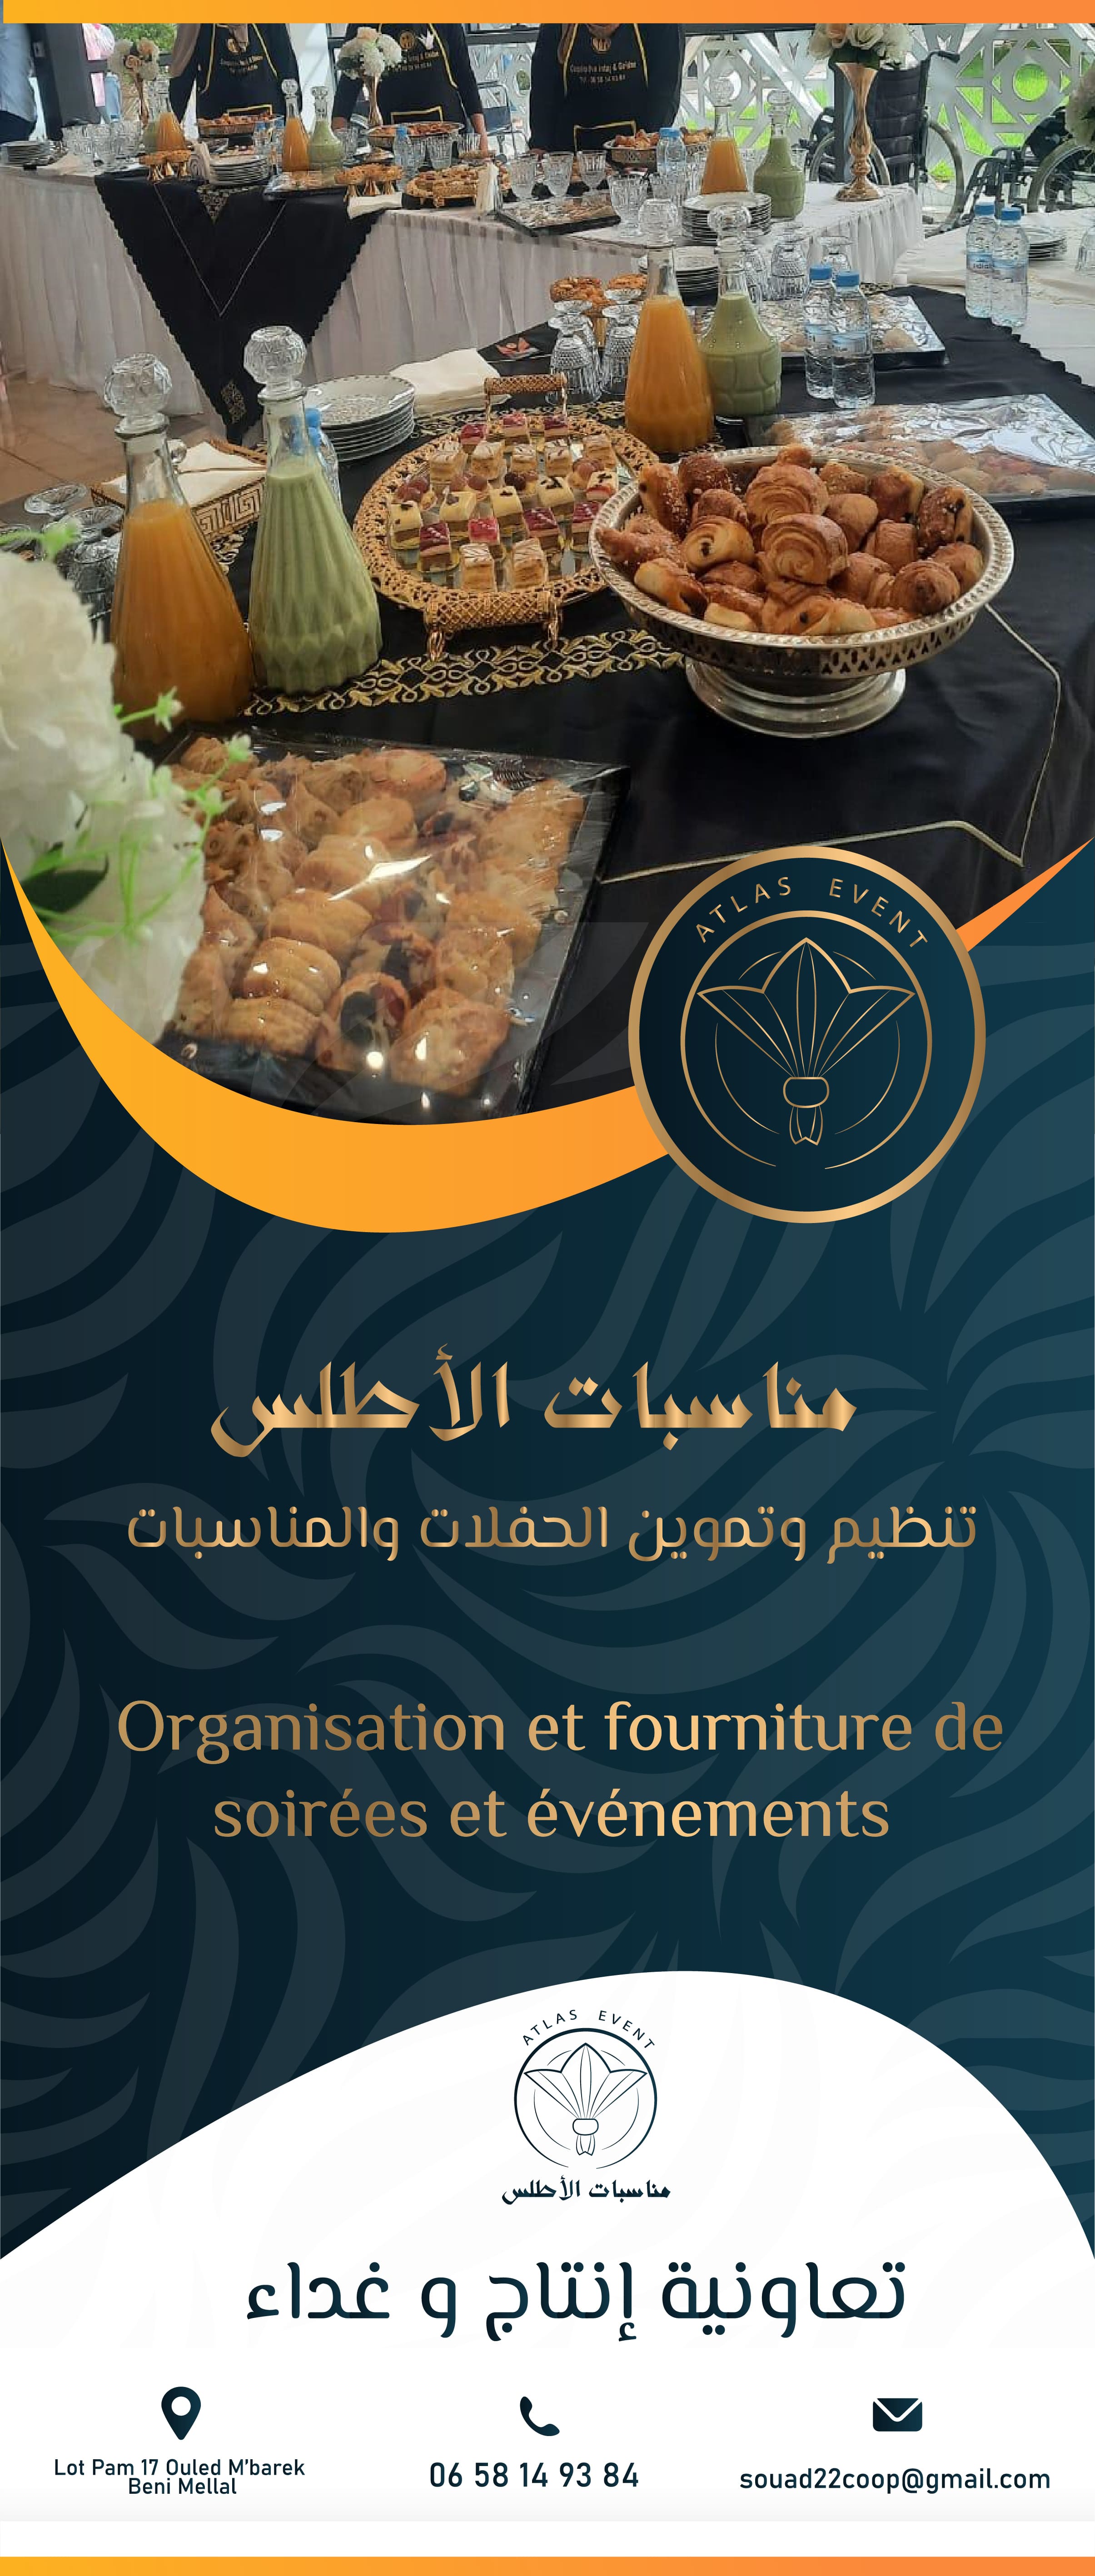 ATLAS EVENT
مناسبات الأطلس
تنظيم وتموين الحفلات والمناسبات
Organisation et fourniture de
soirées et événements
ATLAS EVENT
مناسبات الأطلس
تعاونية إنتاج و غداء
Lot Pam 17 Ouled M'barek
Beni Mellal
06 58 14 93 84
souad22coop@gmail.com